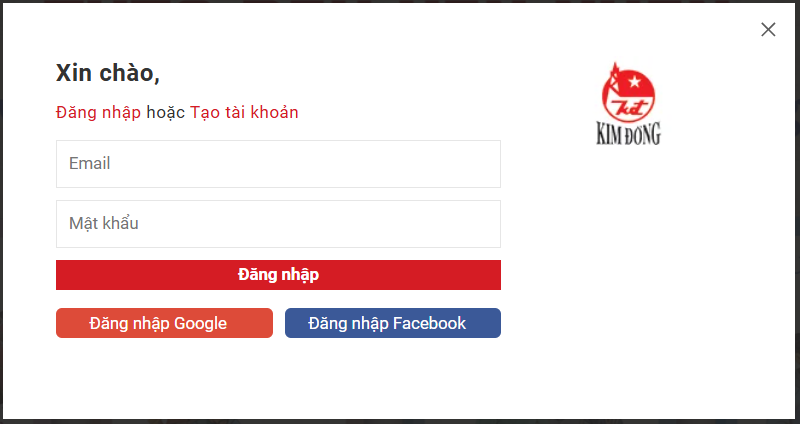 Xin chào,
Đăng nhập hoặc Tạo tài khoản
Email
Mật khẩu
Đăng nhập
Đăng nhập Google
Đăng nhập Facebook
Kđ
KIM ĐỒNG